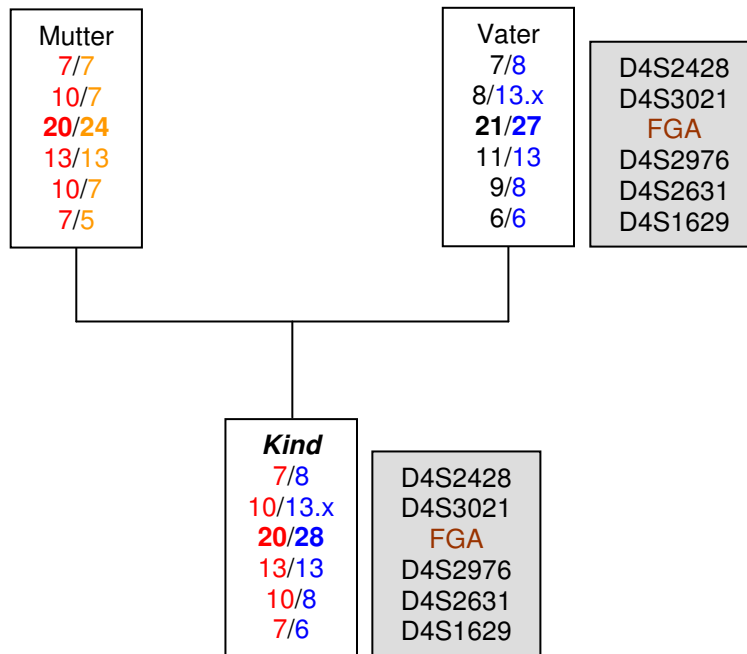 Mutter
7/7
10/7
20/24
13/13
10/7
7/5
Vater
7/8
8/13.x
21/27
11/13
9/8
6/6
D4S2428
D4S3021
FGA
D4S2976
D4S2631
D4S1629
Kind
7/8
10/13.x
20/28
13/13
10/8
7/6
D4S2428
D4S3021
FGA
D4S2976
D4S2631
D4S1629